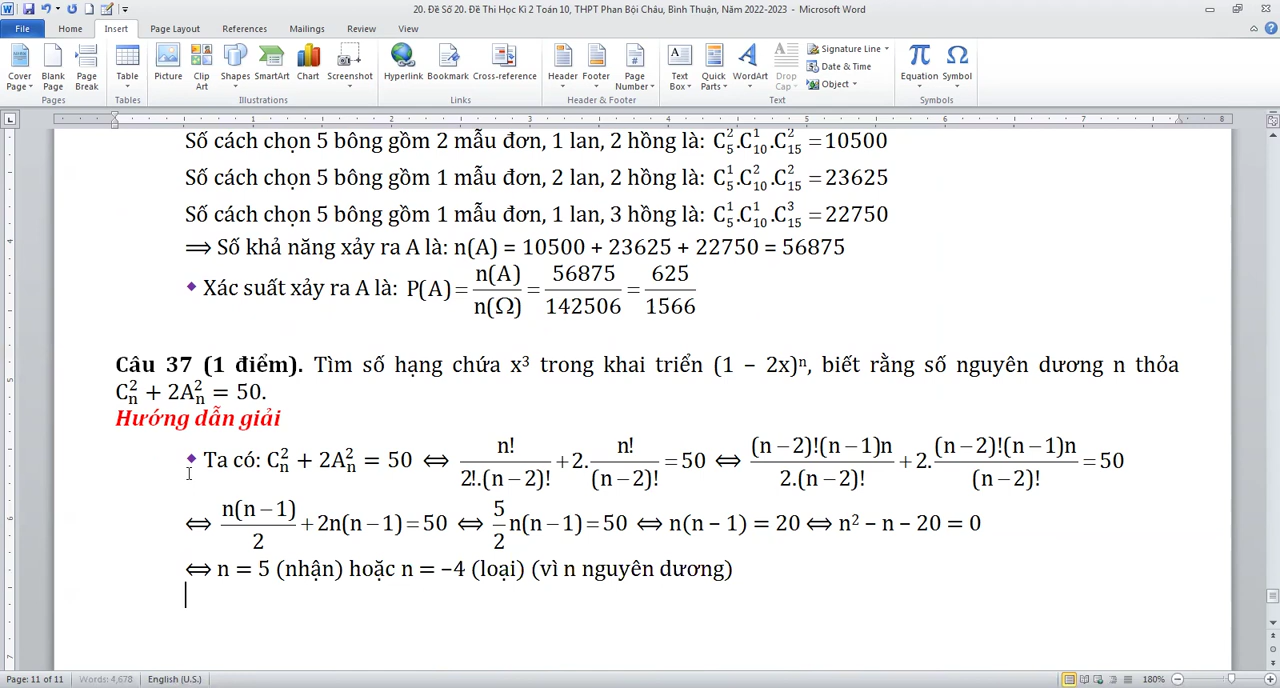 20. Đề Số 20. Đề Thi Học Kì 2 Toán 10, THPT Phan Bội Châu, Bình Thuận, Năm 2022-2023 - Microsoft Word
File Home Insert Page Layout References Mailings Review View
Cover Page Blank Page Page Break Table Picture Clip Art Shapes SmartArt Chart Screenshot Hyperlink Bookmark Cross-reference Header Footer Page Number Text Box Quick Parts WordArt Drop Cap Signature Line Date & Time Object Equation Symbol
Pages Tables Illustrations Links Header & Footer Text Symbols
1 2 3 4 5 6 7 8
Số cách chọn 5 bông gồm 2 mẫu đơn, 1 lan, 2 hồng là: C₅².C₁₀¹.C₁₅² = 10500
Số cách chọn 5 bông gồm 1 mẫu đơn, 2 lan, 2 hồng là: C₅¹.C₁₀².C₁₅² = 23625
Số cách chọn 5 bông gồm 1 mẫu đơn, 1 lan, 3 hồng là: C₅¹.C₁₀¹.C₁₅³ = 22750
⟹ Số khả năng xảy ra A là: n(A) = 10500 + 23625 + 22750 = 56875
◆ Xác suất xảy ra A là: P(A) = n(A)/n(Ω) = 56875/142506 = 625/1566
Câu 37 (1 điểm). Tìm số hạng chứa x³ trong khai triển (1 – 2x)ⁿ, biết rằng số nguyên dương n thỏa
Cₙ² + 2Aₙ² = 50.
Hướng dẫn giải
◆ Ta có: Cₙ² + 2Aₙ² = 50 ⟺ n!/2!.(n−2)! + 2.n!/(n−2)! = 50 ⟺ (n−2)!(n−1)n/2.(n−2)! + 2.(n−2)!(n−1)n/(n−2)! = 50
⟺ n(n−1)/2 + 2n(n−1) = 50 ⟺ 5/2 n(n−1) = 50 ⟺ n(n – 1) = 20 ⟺ n² – n – 20 = 0
⟺ n = 5 (nhận) hoặc n = −4 (loại) (vì n nguyên dương)
Page: 11 of 11 Words: 4,678 English (U.S.) 180%